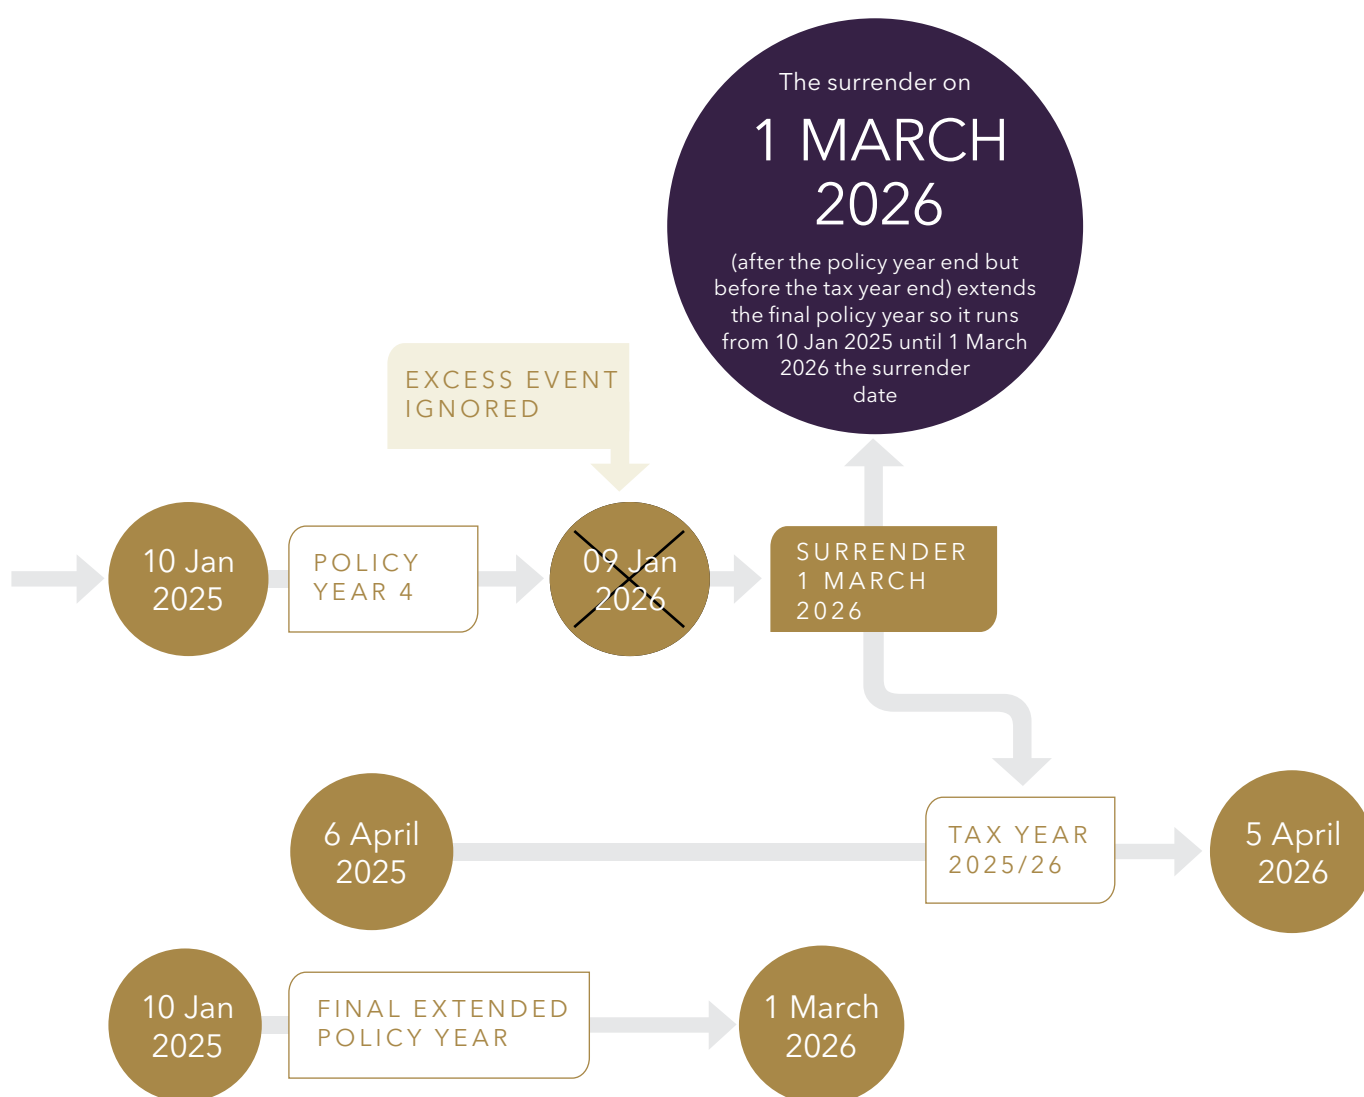 The surrender on
1 MARCH
2026
(after the policy year end but
before the tax year end) extends
the final policy year so it runs
from 10 Jan 2025 until 1 March
2026 the surrender
date
EXCESS EVENT
IGNORED
10 Jan
2025
POLICY
YEAR 4
09 Jan
2026
SURRENDER
1 MARCH
2026
6 April
2025
TAX YEAR
2025/26
5 April
2026
10 Jan
2025
FINAL EXTENDED
POLICY YEAR
1 March
2026